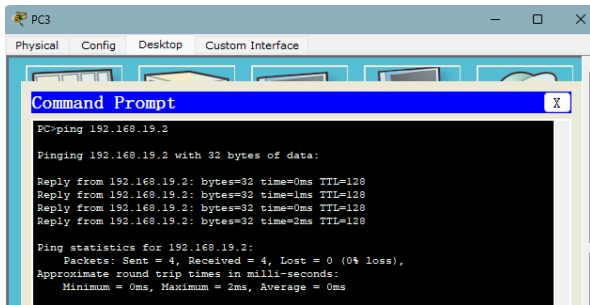 PC3
Physical Config Desktop Custom Interface
Command Prompt X
PC>ping 192.168.19.2
Pinging 192.168.19.2 with 32 bytes of data:
Reply from 192.168.19.2: bytes=32 time=0ms TTL=128
Reply from 192.168.19.2: bytes=32 time=1ms TTL=128
Reply from 192.168.19.2: bytes=32 time=0ms TTL=128
Reply from 192.168.19.2: bytes=32 time=2ms TTL=128
Ping statistics for 192.168.19.2:
Packets: Sent = 4, Received = 4, Lost = 0 (0% loss),
Approximate round trip times in milli-seconds:
Minimum = 0ms, Maximum = 2ms, Average = 0ms